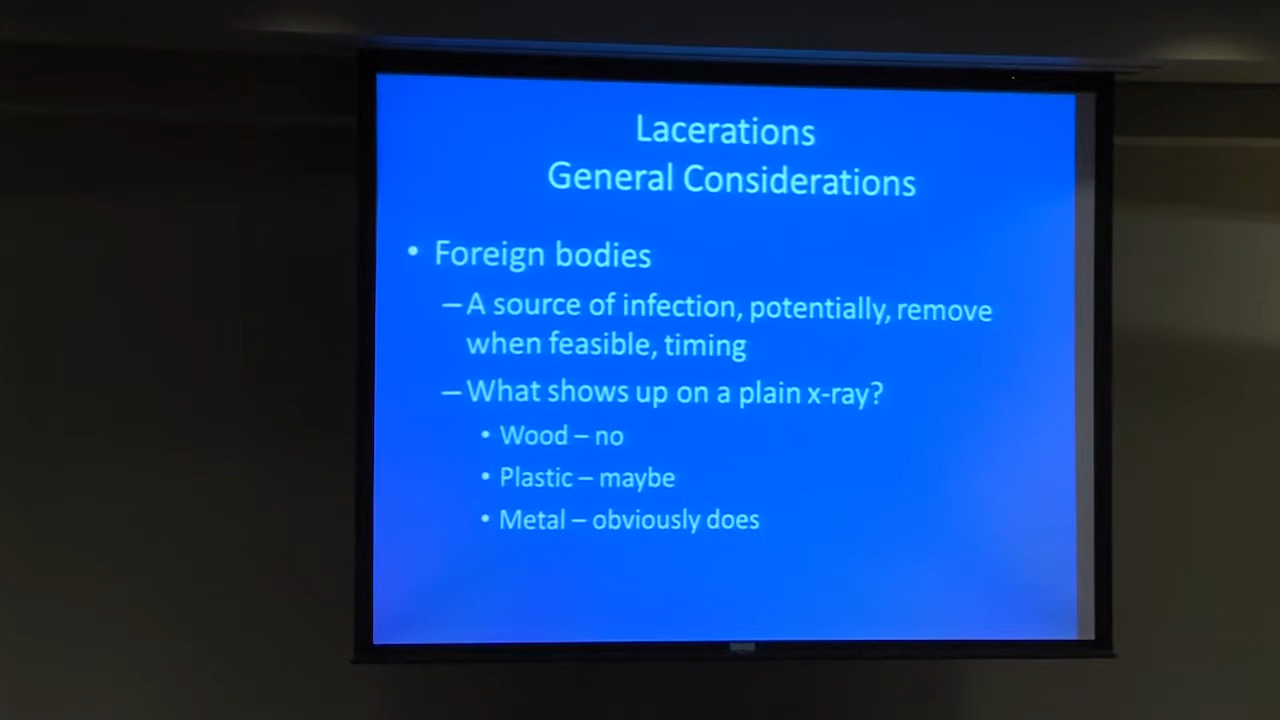 Lacerations
General Considerations
• Foreign bodies
– A source of infection, potentially, remove
when feasible, timing
– What shows up on a plain x-ray?
• Wood – no
• Plastic – maybe
• Metal – obviously does